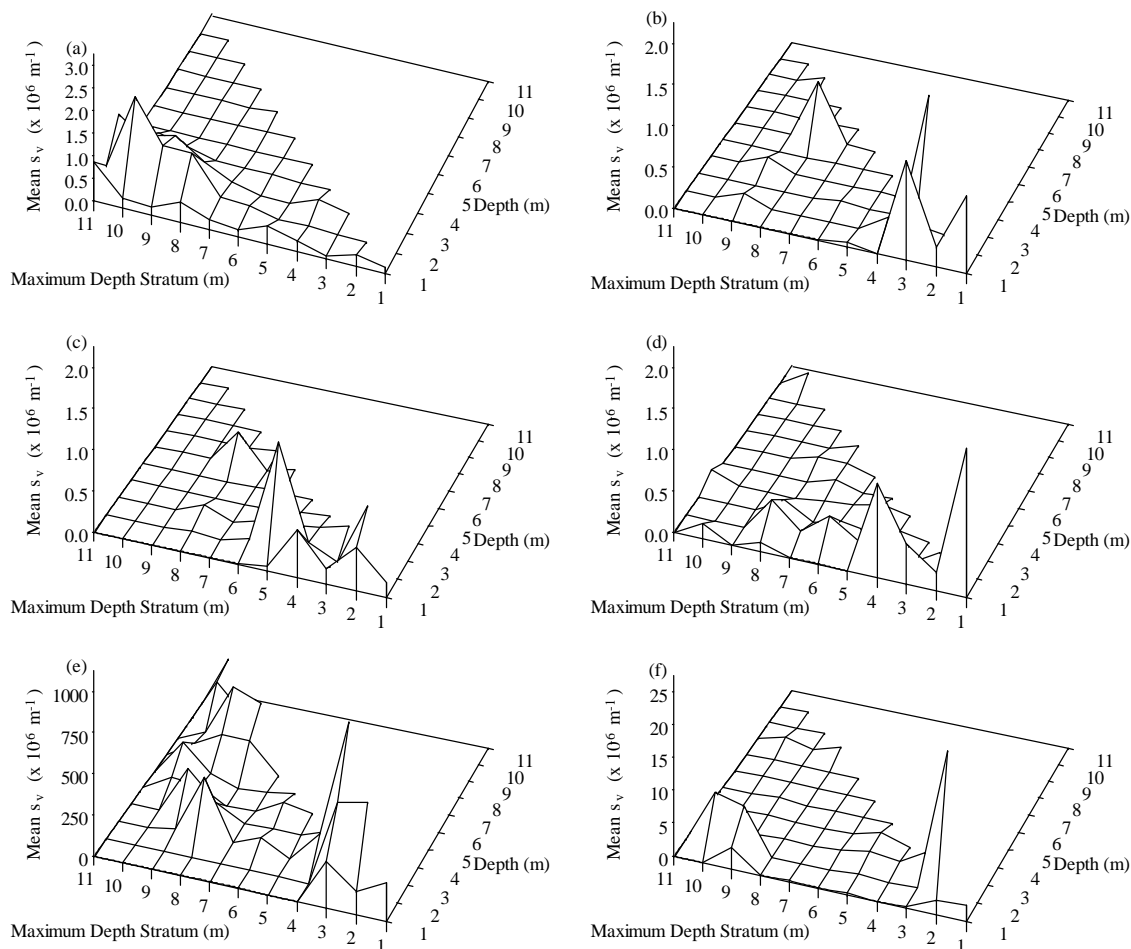 (a)
Mean s_v (x 10^6 m^-1)
3.0
2.5
2.0
1.5
1.0
0.5
0.0
11 10 9 8 7 6 5 4 3 2 1
Maximum Depth Stratum (m)
1 2 3 4 5 6 7 8 9 10 11
Depth (m)
(b)
Mean s_v (x 10^6 m^-1)
2.0
1.5
1.0
0.5
0.0
11 10 9 8 7 6 5 4 3 2 1
Maximum Depth Stratum (m)
1 2 3 4 5 6 7 8 9 10 11
Depth (m)
(c)
Mean s_v (x 10^6 m^-1)
2.0
1.5
1.0
0.5
0.0
11 10 9 8 7 6 5 4 3 2 1
Maximum Depth Stratum (m)
1 2 3 4 5 6 7 8 9 10 11
Depth (m)
(d)
Mean s_v (x 10^6 m^-1)
2.0
1.5
1.0
0.5
0.0
11 10 9 8 7 6 5 4 3 2 1
Maximum Depth Stratum (m)
1 2 3 4 5 6 7 8 9 10 11
Depth (m)
(e)
Mean s_v (x 10^6 m^-1)
1000
750
500
250
0
11 10 9 8 7 6 5 4 3 2 1
Maximum Depth Stratum (m)
1 2 3 4 5 6 7 8 9 10 11
Depth (m)
(f)
Mean s_v (x 10^6 m^-1)
25
20
15
10
5
0
11 10 9 8 7 6 5 4 3 2 1
Maximum Depth Stratum (m)
1 2 3 4 5 6 7 8 9 10 11
Depth (m)